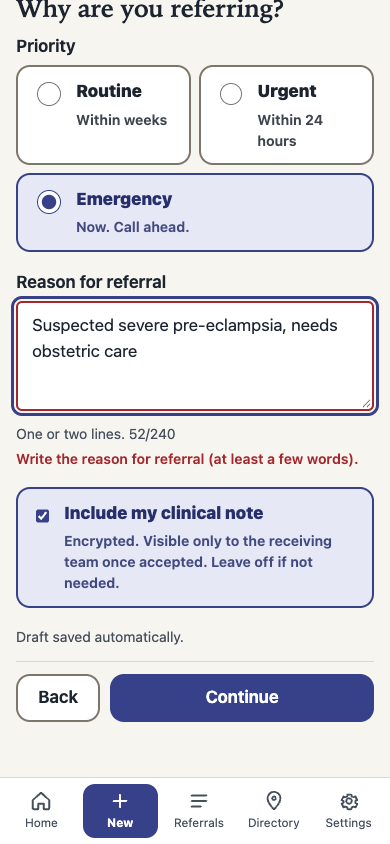 Why are you referring?
Priority
Routine
Within weeks
Urgent
Within 24
hours
Emergency
Now. Call ahead.
Reason for referral
Suspected severe pre-eclampsia, needs
obstetric care
One or two lines. 52/240
Write the reason for referral (at least a few words).
Include my clinical note
Encrypted. Visible only to the receiving
team once accepted. Leave off if not
needed.
Draft saved automatically.
Back
Continue
Home
New
Referrals
Directory
Settings